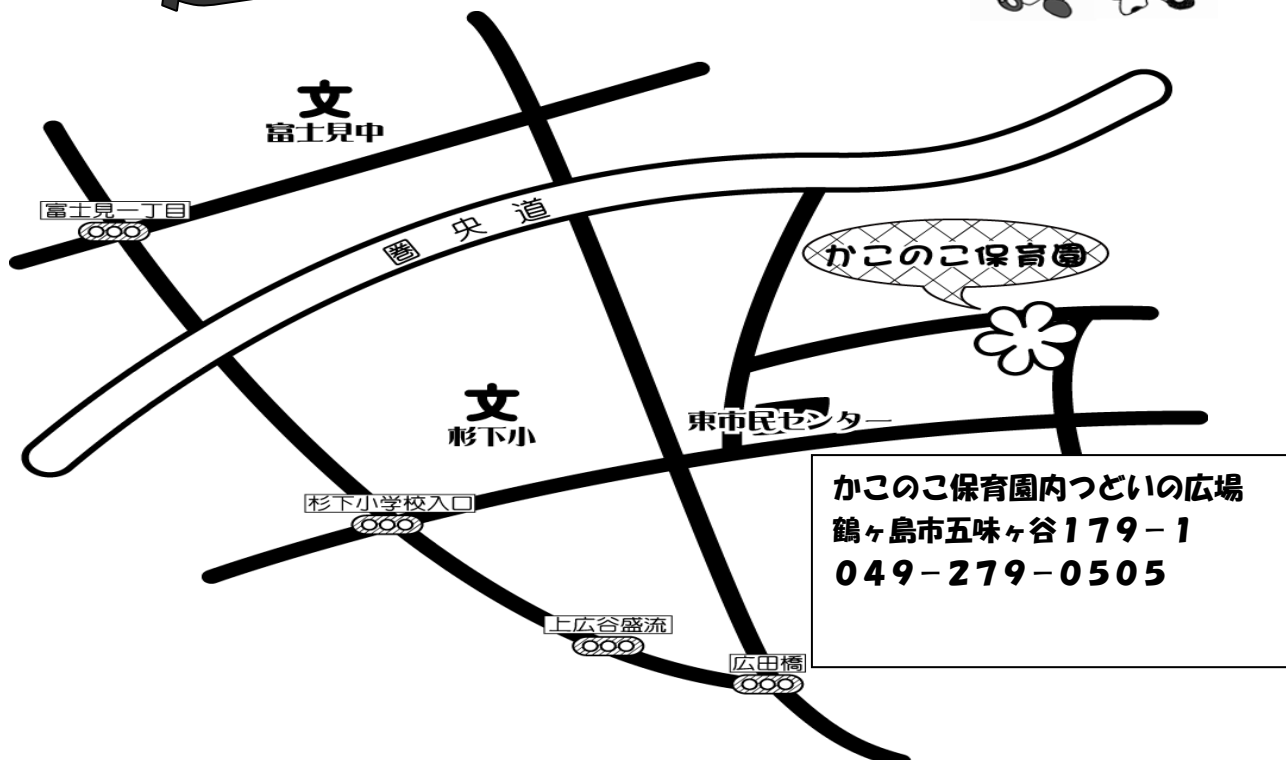 文
富士見中
富士見一丁目
圏央道
かこのこ保育園
文
杉下小
東市民センター
杉下小学校入口
かこのこ保育園内つどいの広場
鶴ヶ島市五味ヶ谷179-1
049-279-0505
上広谷盛流
広田橋